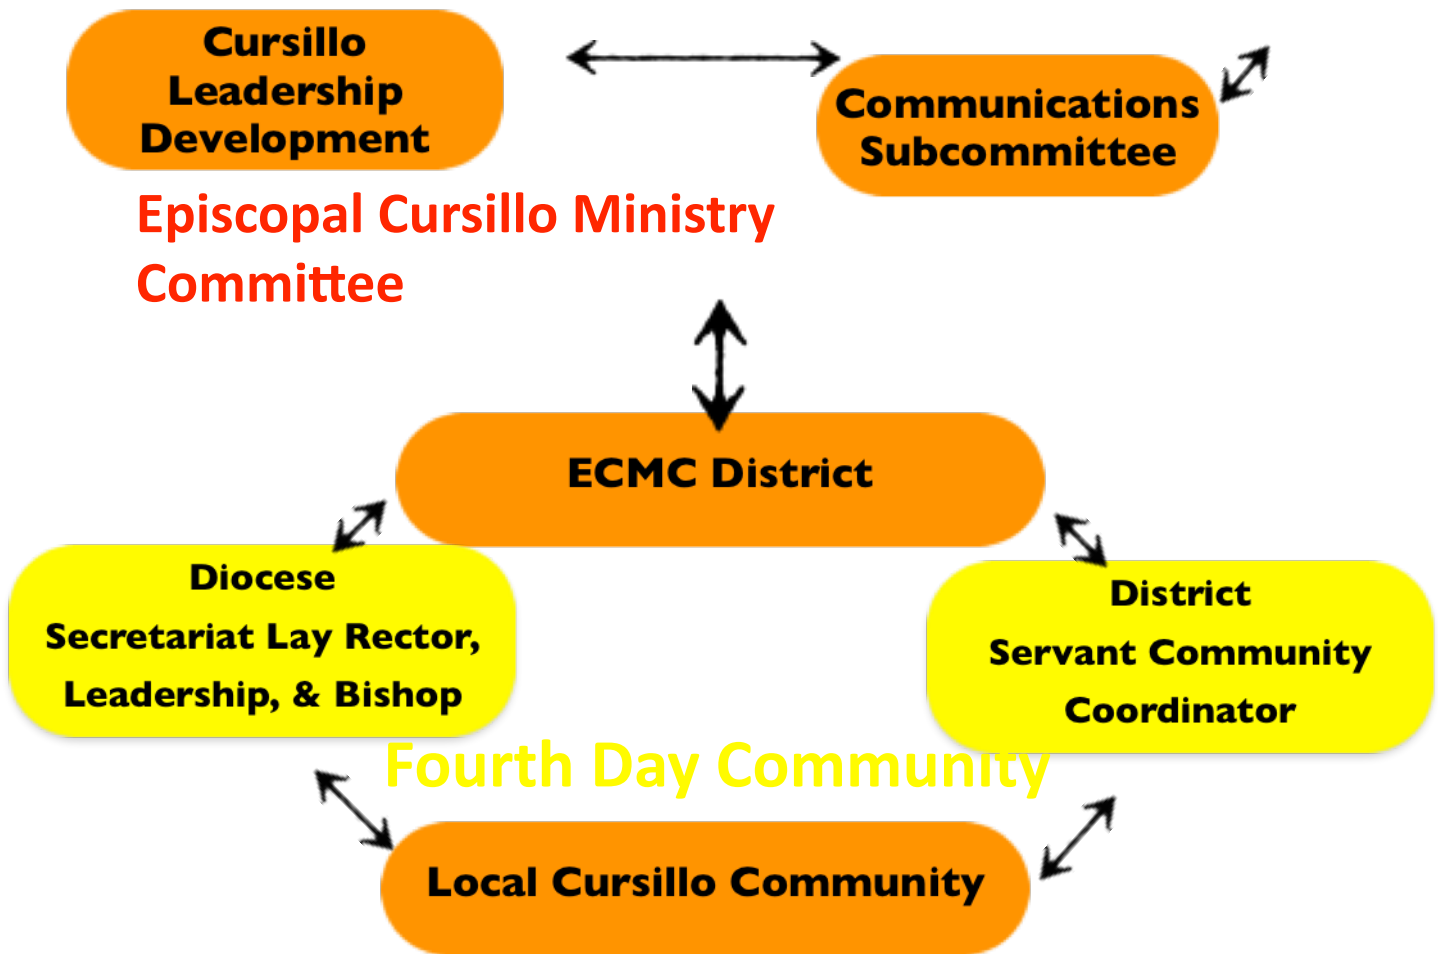 Cursillo
Leadership
Development
Communications
Subcommittee
Episcopal Cursillo Ministry
Committee
ECMC District
Diocese
Secretariat Lay Rector,
Leadership, & Bishop
District
Servant Community
Coordinator
Fourth Day Community
Local Cursillo Community